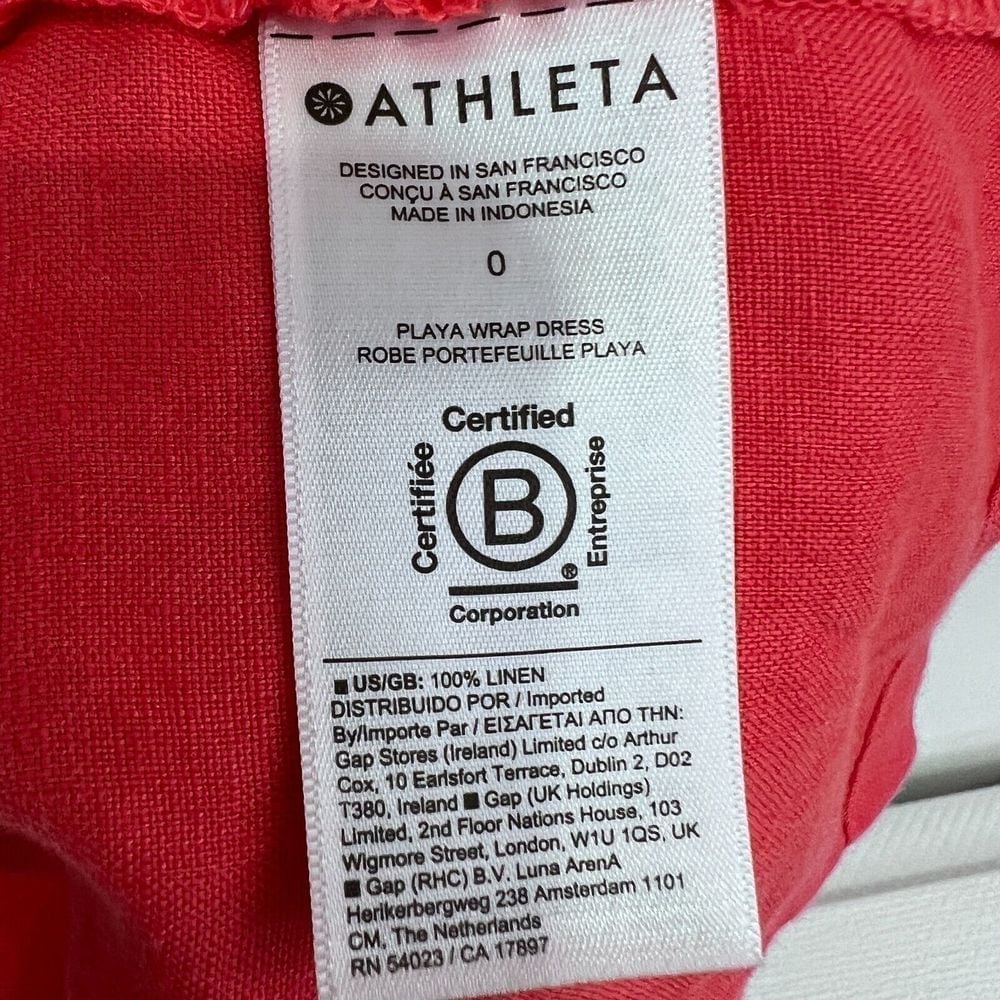 ATHLETA
DESIGNED IN SAN FRANCISCO
CONÇU À SAN FRANCISCO
MADE IN INDONESIA
0
PLAYA WRAP DRESS
ROBE PORTEFEUILLE PLAYA
Certified
Certifiée
B
Entreprise
®
Corporation
■ US/GB: 100% LINEN
DISTRIBUIDO POR / Imported
By/Importe Par / ΕΙΣΑΓΕΤΑΙ ΑΠΟ ΤΗΝ:
Gap Stores (Ireland) Limited c/o Arthur
Cox, 10 Earlsfort Terrace, Dublin 2, D02
T380, Ireland ■ Gap (UK Holdings)
Limited, 2nd Floor Nations House, 103
Wigmore Street, London, W1U 1QS, UK
■ Gap (RHC) B.V. Luna ArenA
Herikerbergweg 238 Amsterdam 1101
CM, The Netherlands
RN 54023 / CA 17897